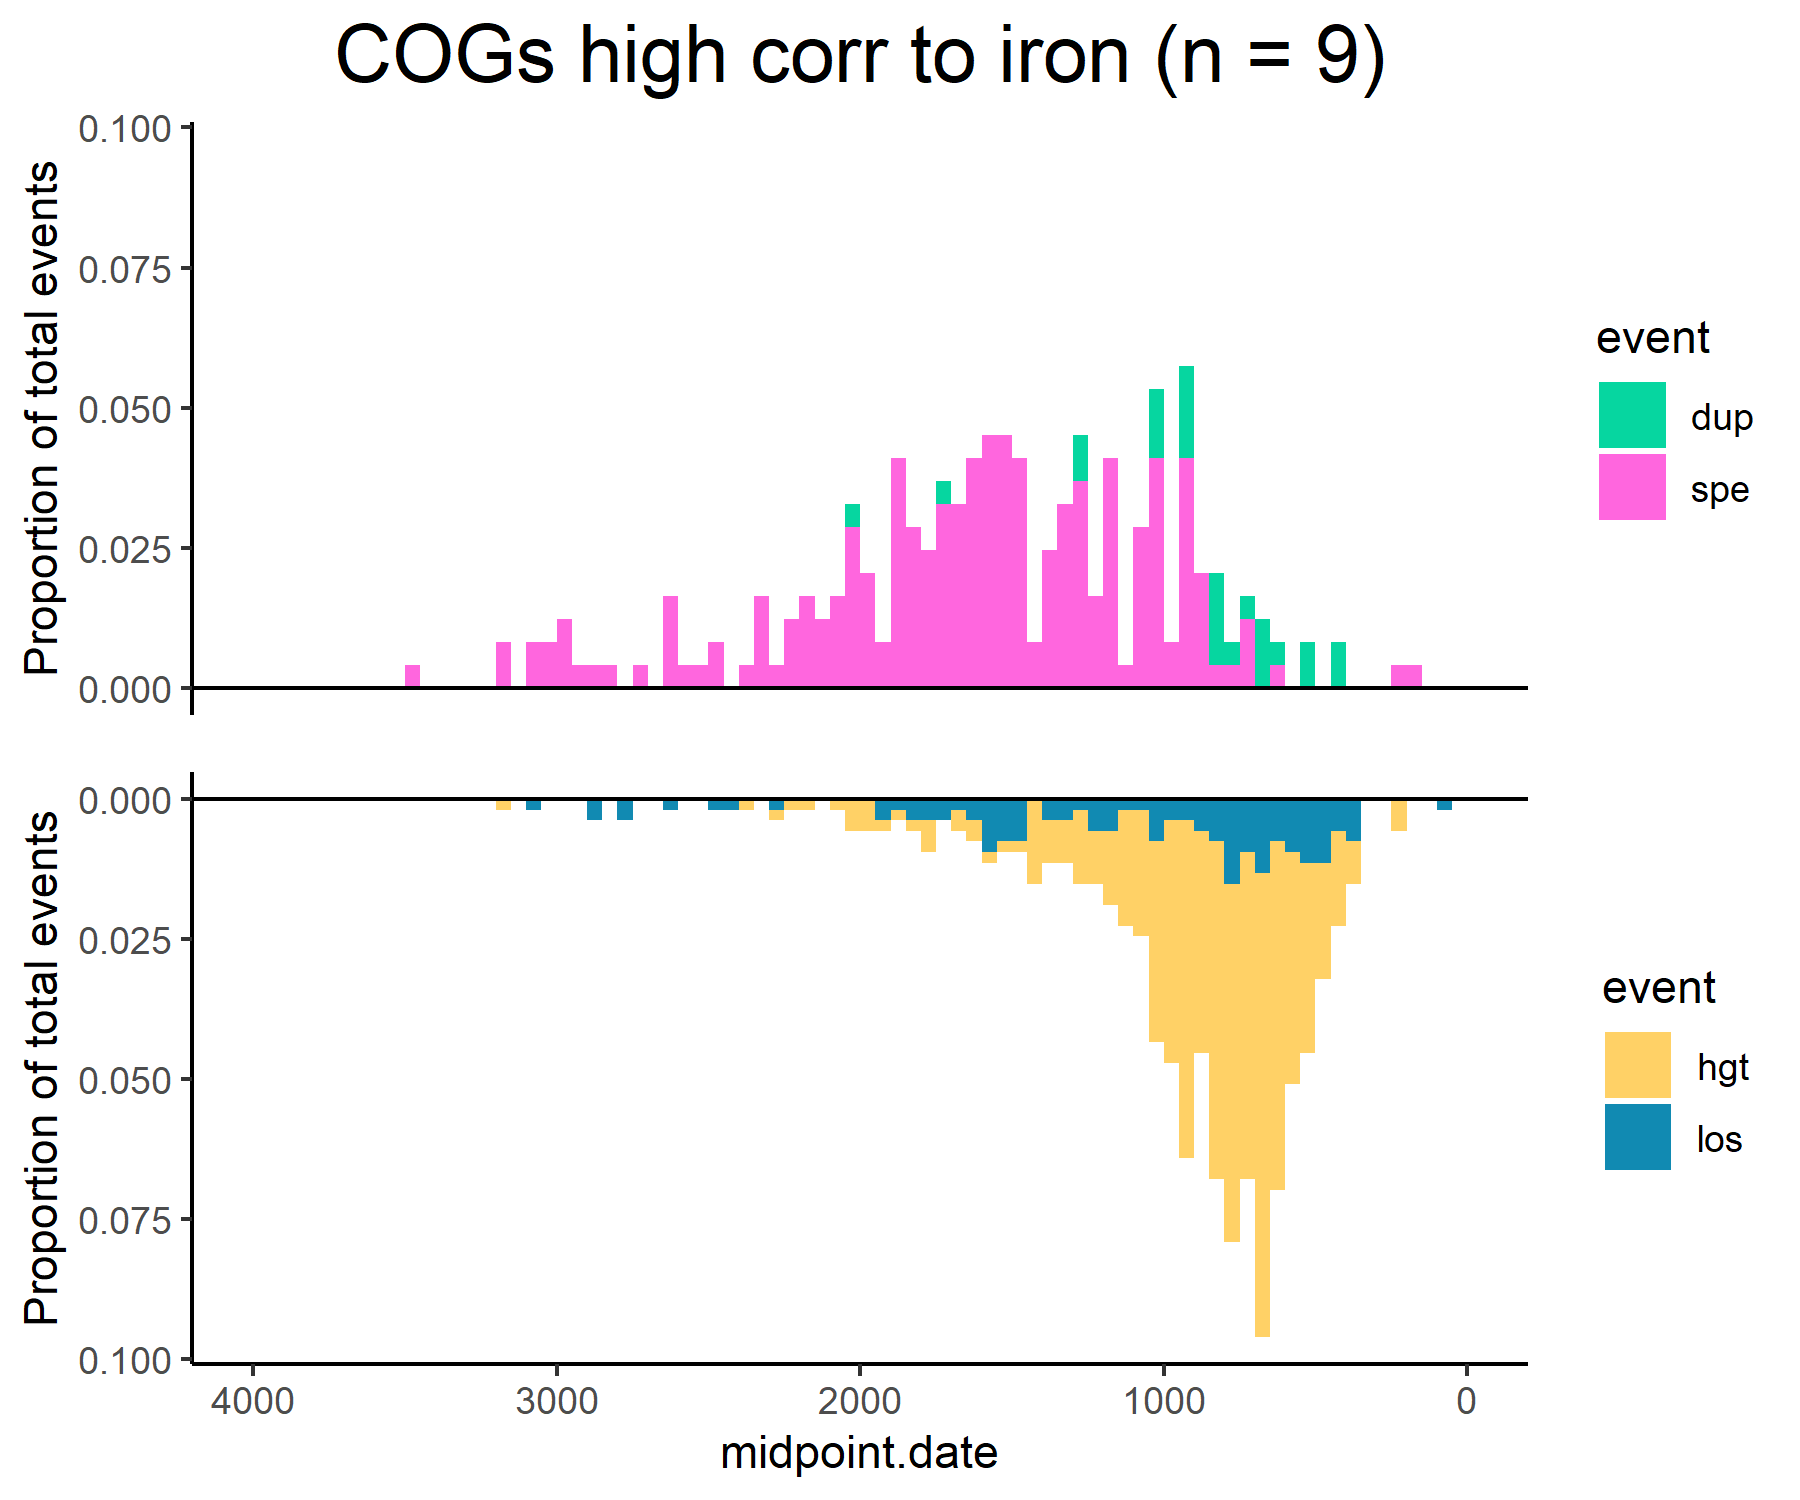 COGs high corr to iron (n = 9)
Proportion of total events
0.100
0.075
0.050
0.025
0.000
event
dup
spe
Proportion of total events
0.000
0.025
0.050
0.075
0.100
event
hgt
los
4000 3000 2000 1000 0
midpoint.date